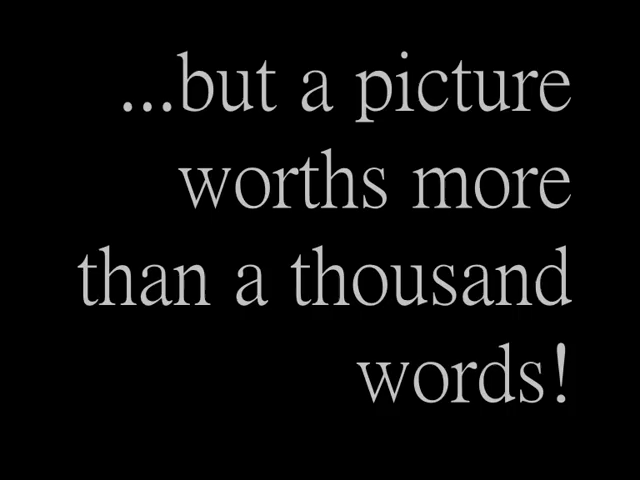 ...but a picture
worths more
than a thousand
words!